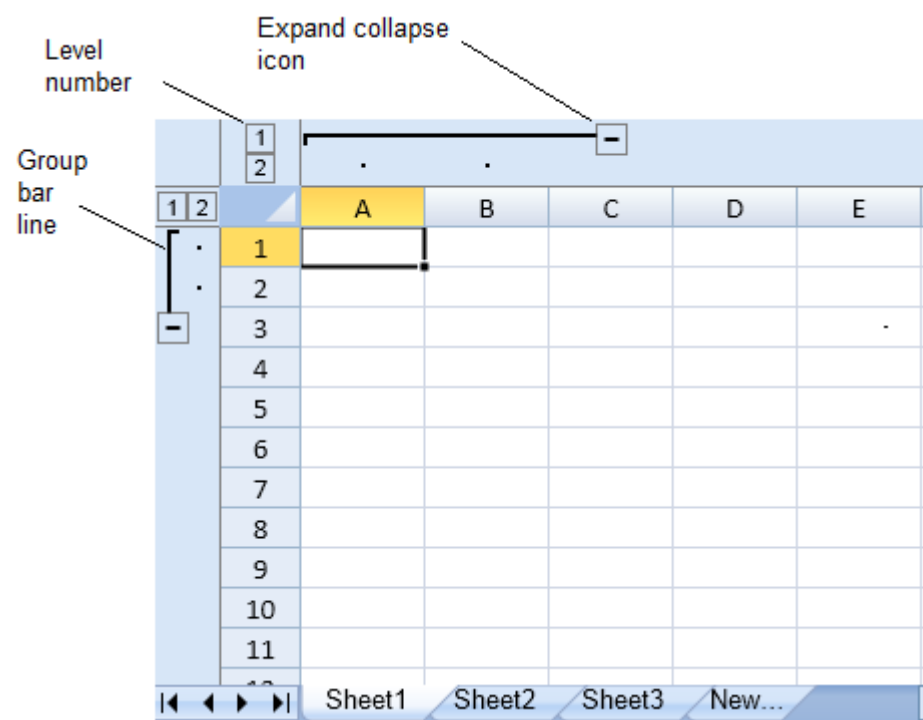 Expand collapse
icon
Level
number
Group
bar
line
1
2
1 2
A B C D E
1
2
3
4
5
6
7
8
9
10
11
Sheet1 Sheet2 Sheet3 New...